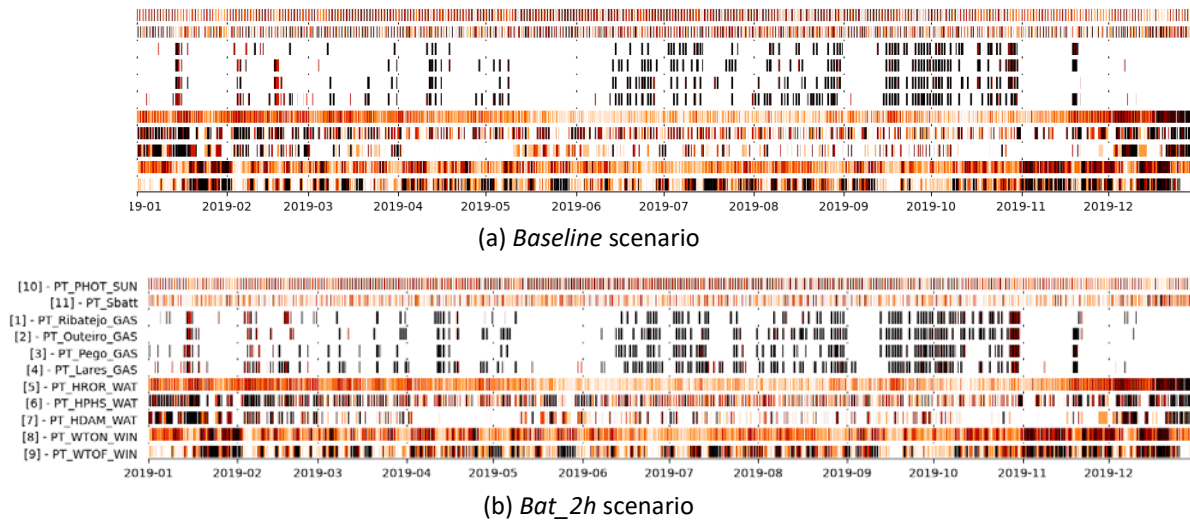 19-01 2019-02 2019-03 2019-04 2019-05 2019-06 2019-07 2019-08 2019-09 2019-10 2019-11 2019-12
(a) Baseline scenario
[10] - PT_PHOT_SUN
[11] - PT_Sbatt
[1] - PT_Ribatejo_GAS
[2] - PT_Outeiro_GAS
[3] - PT_Pego_GAS
[4] - PT_Lares_GAS
[5] - PT_HROR_WAT
[6] - PT_HPHS_WAT
[7] - PT_HDAM_WAT
[8] - PT_WTON_WIN
[9] - PT_WTOF_WIN
2019-01 2019-02 2019-03 2019-04 2019-05 2019-06 2019-07 2019-08 2019-09 2019-10 2019-11 2019-12
(b) Bat_2h scenario